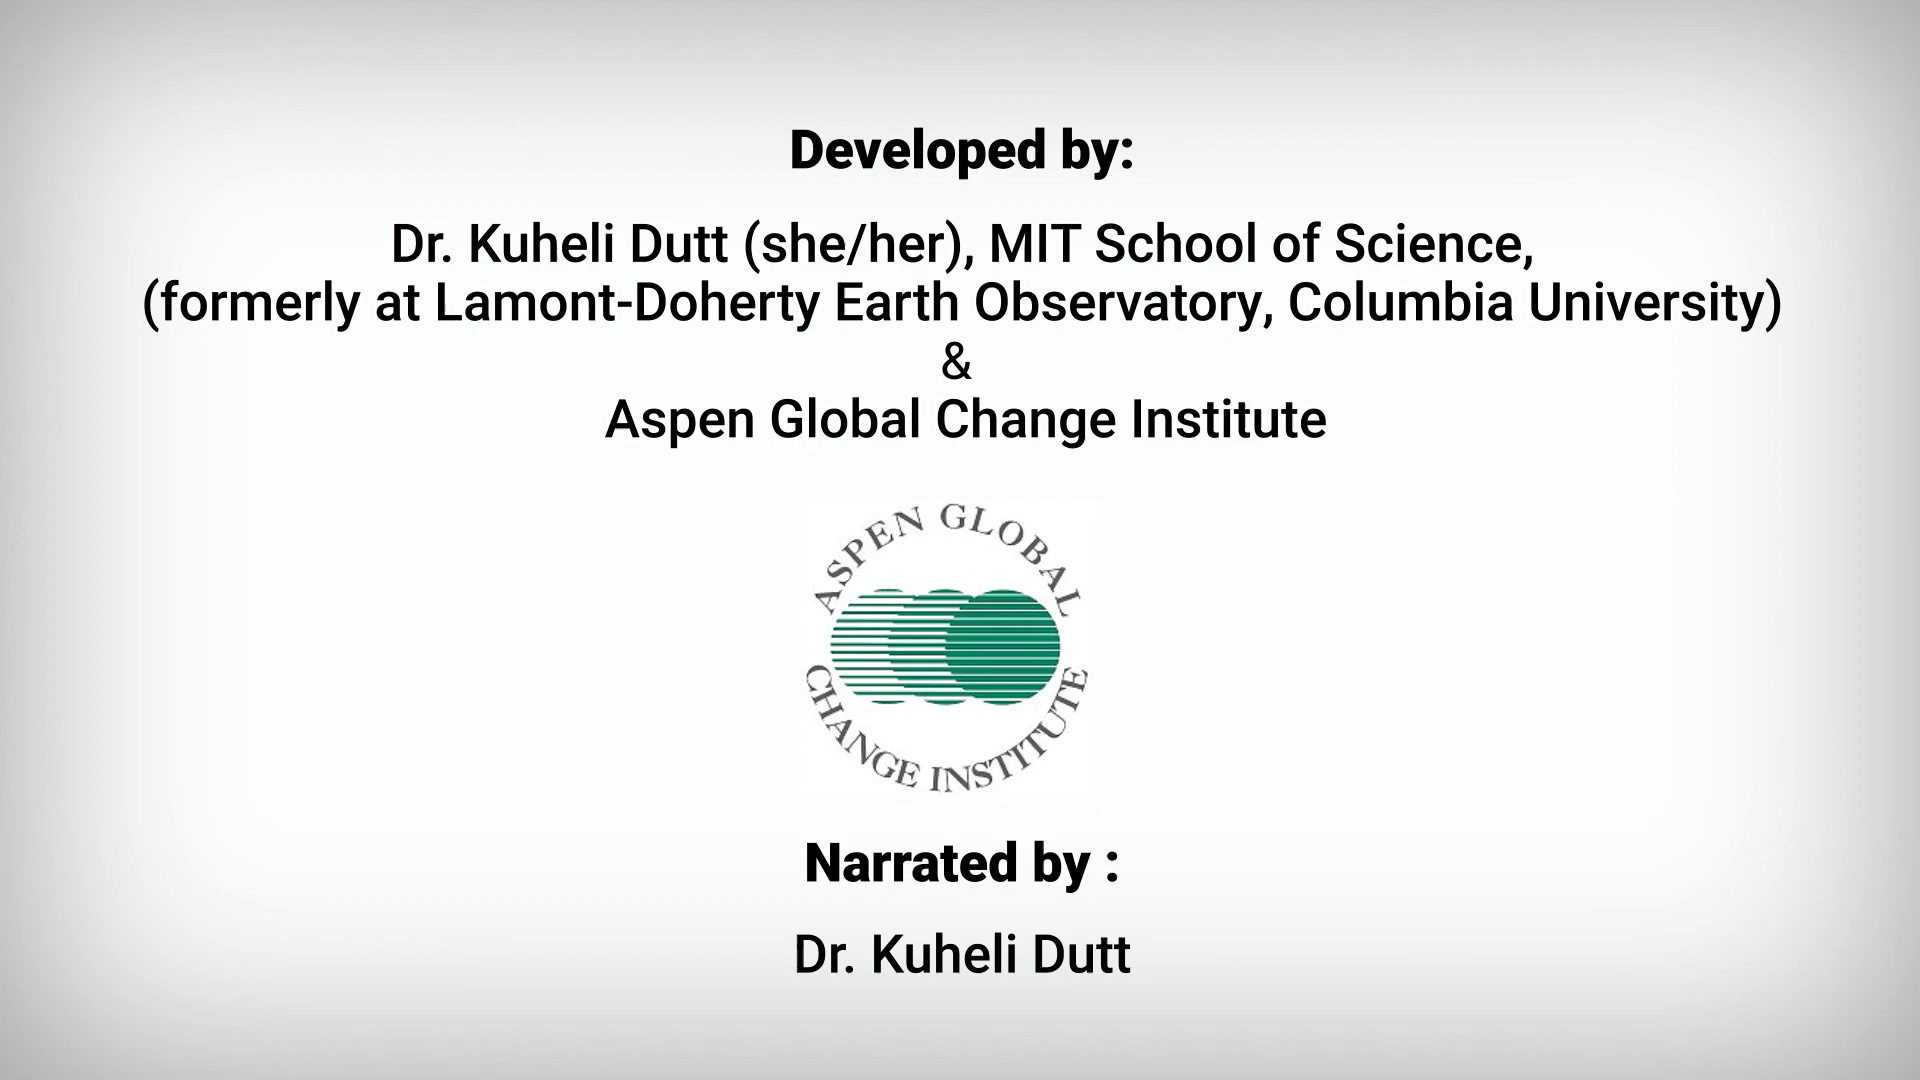 Developed by:
Dr. Kuheli Dutt (she/her), MIT School of Science,
(formerly at Lamont-Doherty Earth Observatory, Columbia University)
&
Aspen Global Change Institute
ASPEN GLOBAL
CHANGE INSTITUTE
Narrated by :
Dr. Kuheli Dutt